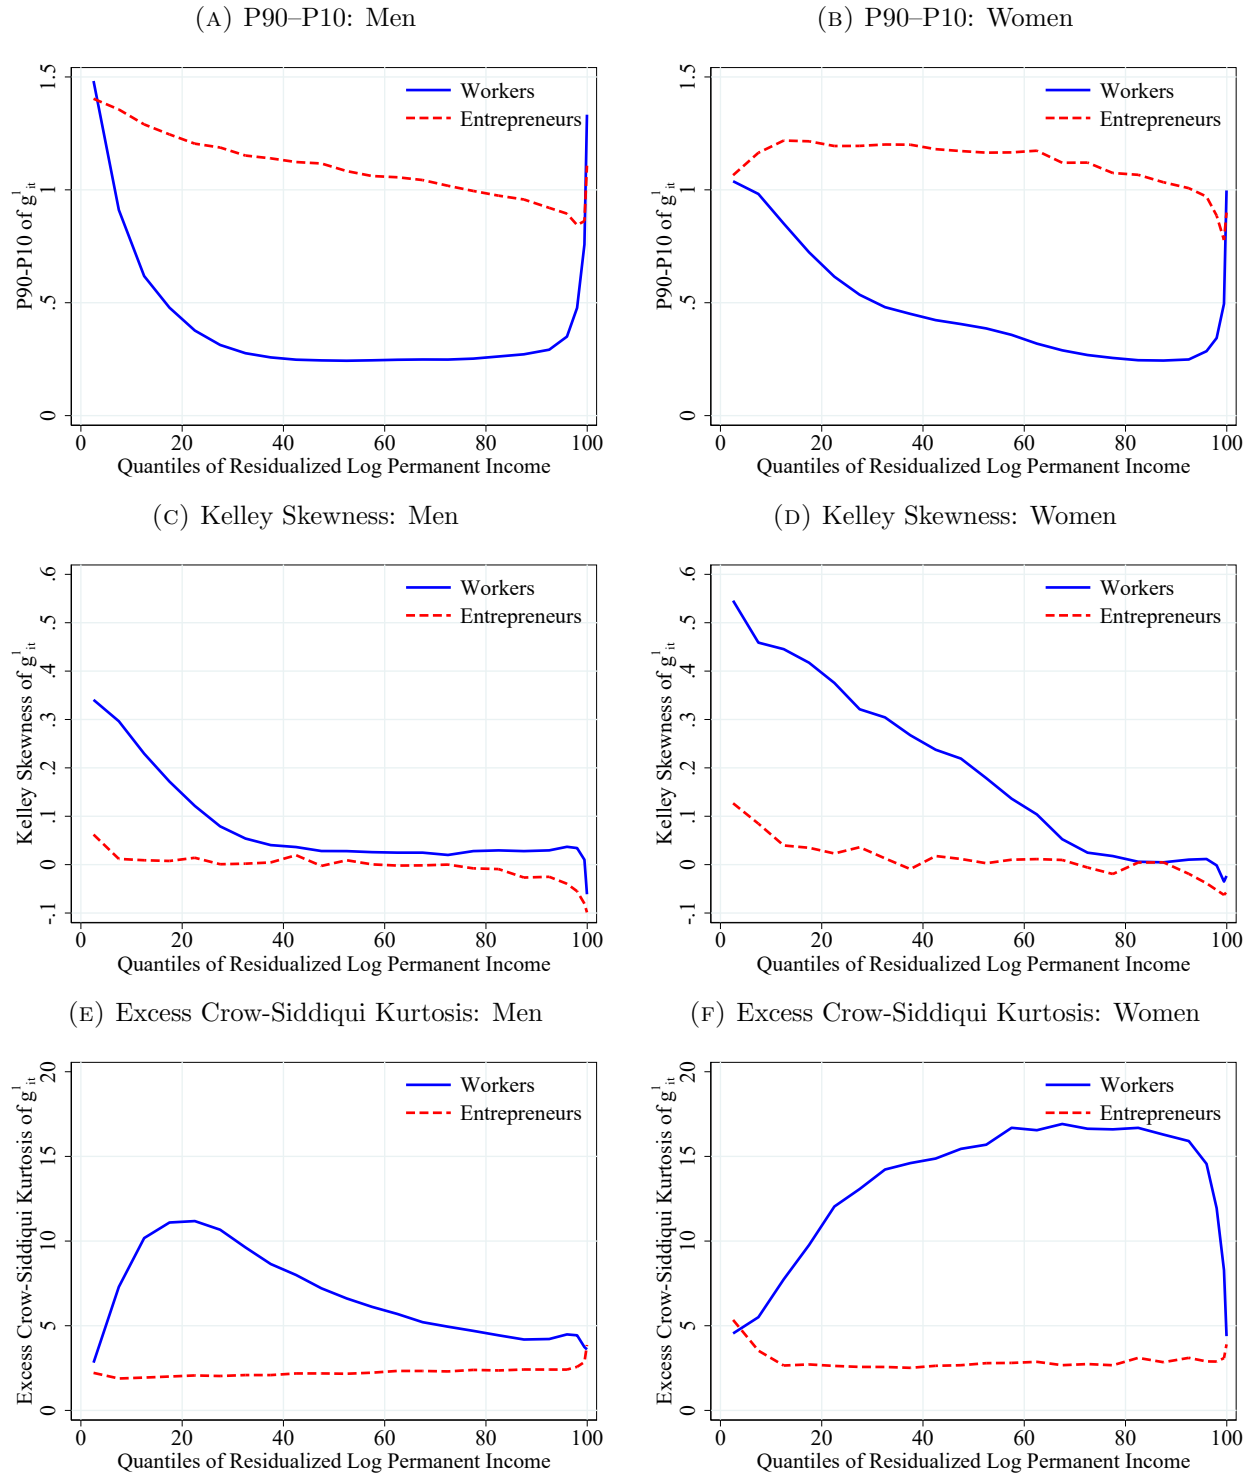 (A) P90–P10: Men
P90-P10 of g¹ᵢₜ
1.5
1
.5
0
Workers
Entrepreneurs
0 20 40 60 80 100
Quantiles of Residualized Log Permanent Income
(B) P90–P10: Women
P90-P10 of g¹ᵢₜ
1.5
1
.5
0
Workers
Entrepreneurs
0 20 40 60 80 100
Quantiles of Residualized Log Permanent Income
(C) Kelley Skewness: Men
Kelley Skewness of g¹ᵢₜ
.6
.5
.4
.3
.2
.1
0
-.1
Workers
Entrepreneurs
0 20 40 60 80 100
Quantiles of Residualized Log Permanent Income
(D) Kelley Skewness: Women
Kelley Skewness of g¹ᵢₜ
.6
.5
.4
.3
.2
.1
0
-.1
Workers
Entrepreneurs
0 20 40 60 80 100
Quantiles of Residualized Log Permanent Income
(E) Excess Crow-Siddiqui Kurtosis: Men
Excess Crow-Siddiqui Kurtosis of g¹ᵢₜ
20
15
10
5
0
Workers
Entrepreneurs
0 20 40 60 80 100
Quantiles of Residualized Log Permanent Income
(F) Excess Crow-Siddiqui Kurtosis: Women
Excess Crow-Siddiqui Kurtosis of g¹ᵢₜ
20
15
10
5
0
Workers
Entrepreneurs
0 20 40 60 80 100
Quantiles of Residualized Log Permanent Income